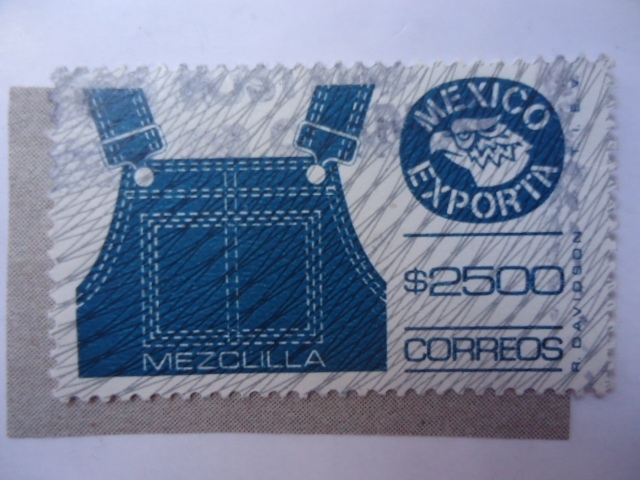 MEXICO
EXPORTA
$2500
MEZCLILLA
CORREOS
R. DAVIDSON
T.I.E.V.